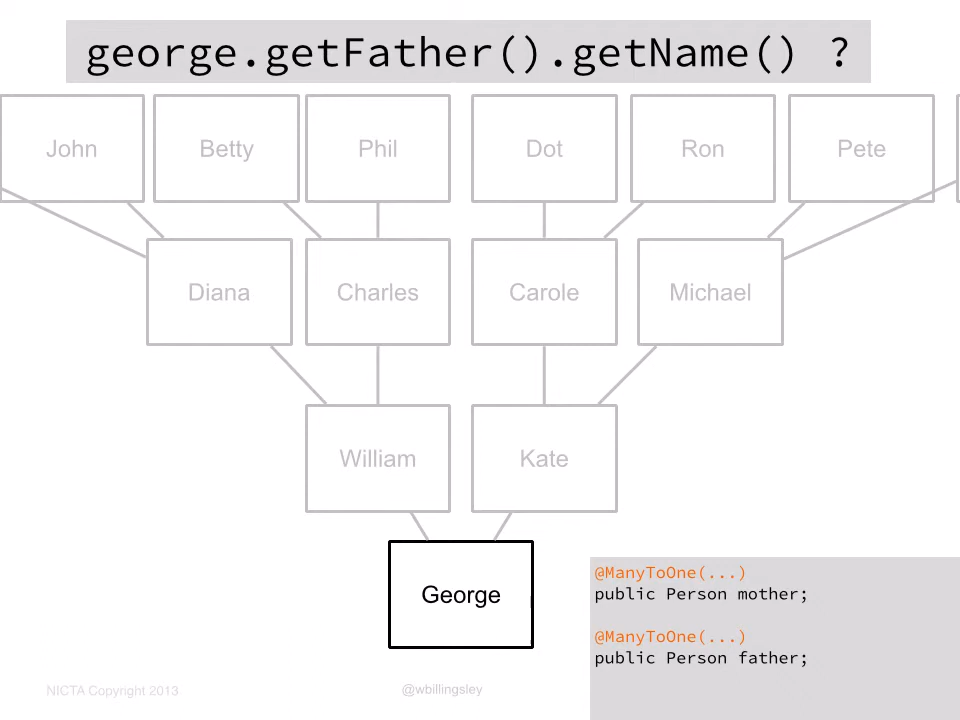 george.getFather().getName() ?
John
Betty
Phil
Dot
Ron
Pete
Diana
Charles
Carole
Michael
William
Kate
George
@ManyToOne(...)
public Person mother;
@ManyToOne(...)
public Person father;
NICTA Copyright 2013
@wbillingsley